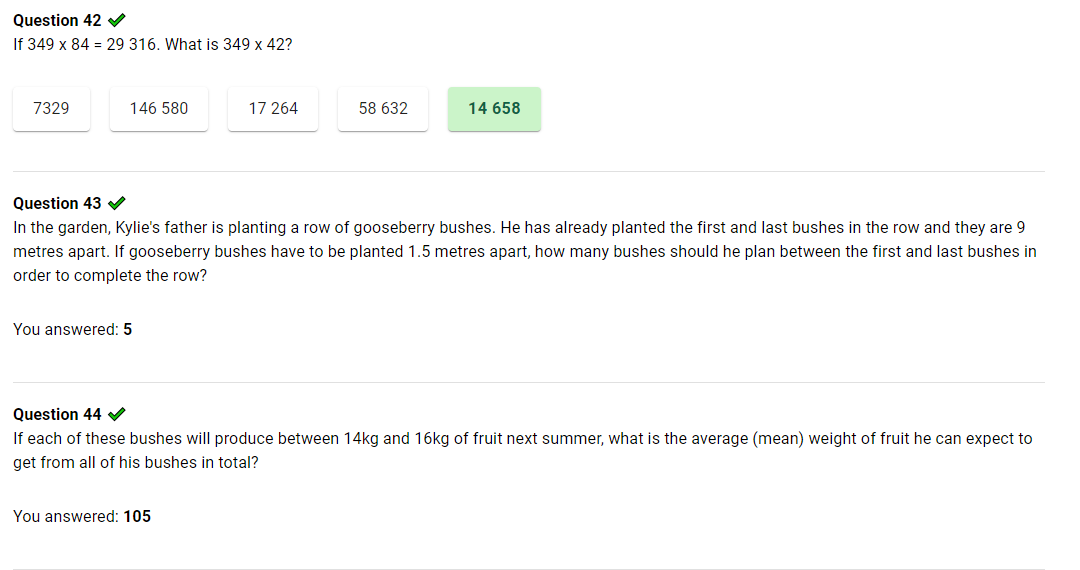 Question 42
If 349 x 84 = 29 316. What is 349 x 42?
7329 146 580 17 264 58 632 14 658
Question 43
In the garden, Kylie's father is planting a row of gooseberry bushes. He has already planted the first and last bushes in the row and they are 9
metres apart. If gooseberry bushes have to be planted 1.5 metres apart, how many bushes should he plan between the first and last bushes in
order to complete the row?
You answered: 5
Question 44
If each of these bushes will produce between 14kg and 16kg of fruit next summer, what is the average (mean) weight of fruit he can expect to
get from all of his bushes in total?
You answered: 105